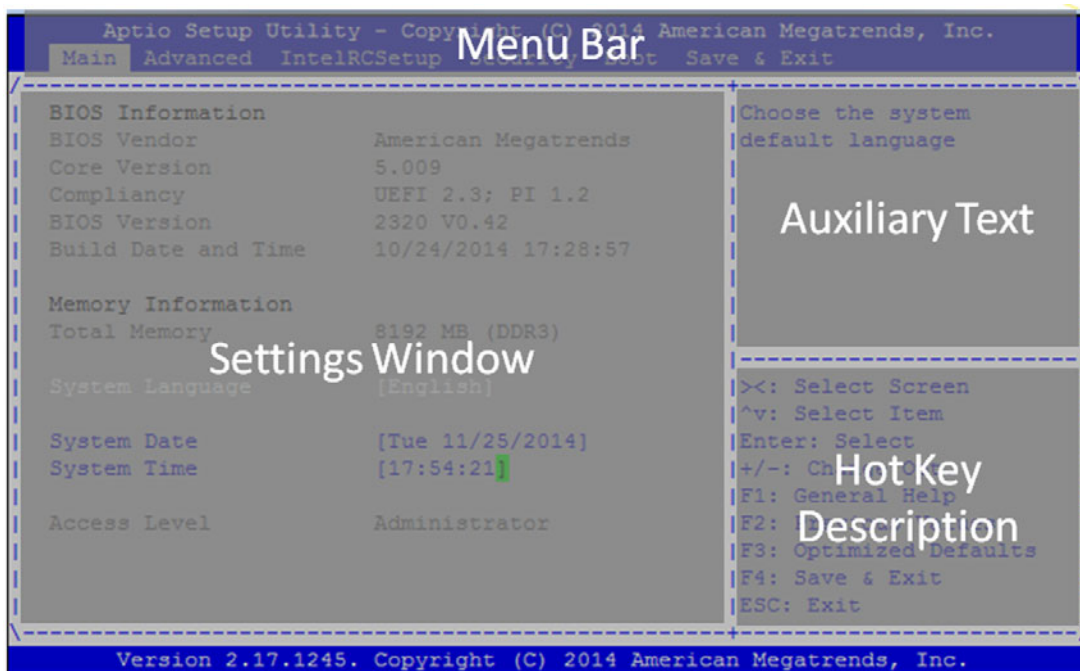 Aptio Setup Utility - Copyright (C) 2014 American Megatrends, Inc.
Menu Bar
Main Advanced IntelRCSetup Security Boot Save & Exit
BIOS Information
BIOS Vendor American Megatrends
Core Version 5.009
Compliancy UEFI 2.3; PI 1.2
BIOS Version 2320 V0.42
Build Date and Time 10/24/2014 17:28:57
Memory Information
Total Memory 8192 MB (DDR3)
Settings Window
System Language [English]
System Date [Tue 11/25/2014]
System Time [17:54:21]
Access Level Administrator
Choose the system
default language
Auxiliary Text
><: Select Screen
^v: Select Item
Enter: Select
+/-:
Hot Key
F1: General Help
F2:
Description
F3: Optimized Defaults
F4: Save & Exit
ESC: Exit
Version 2.17.1245. Copyright (C) 2014 American Megatrends, Inc.